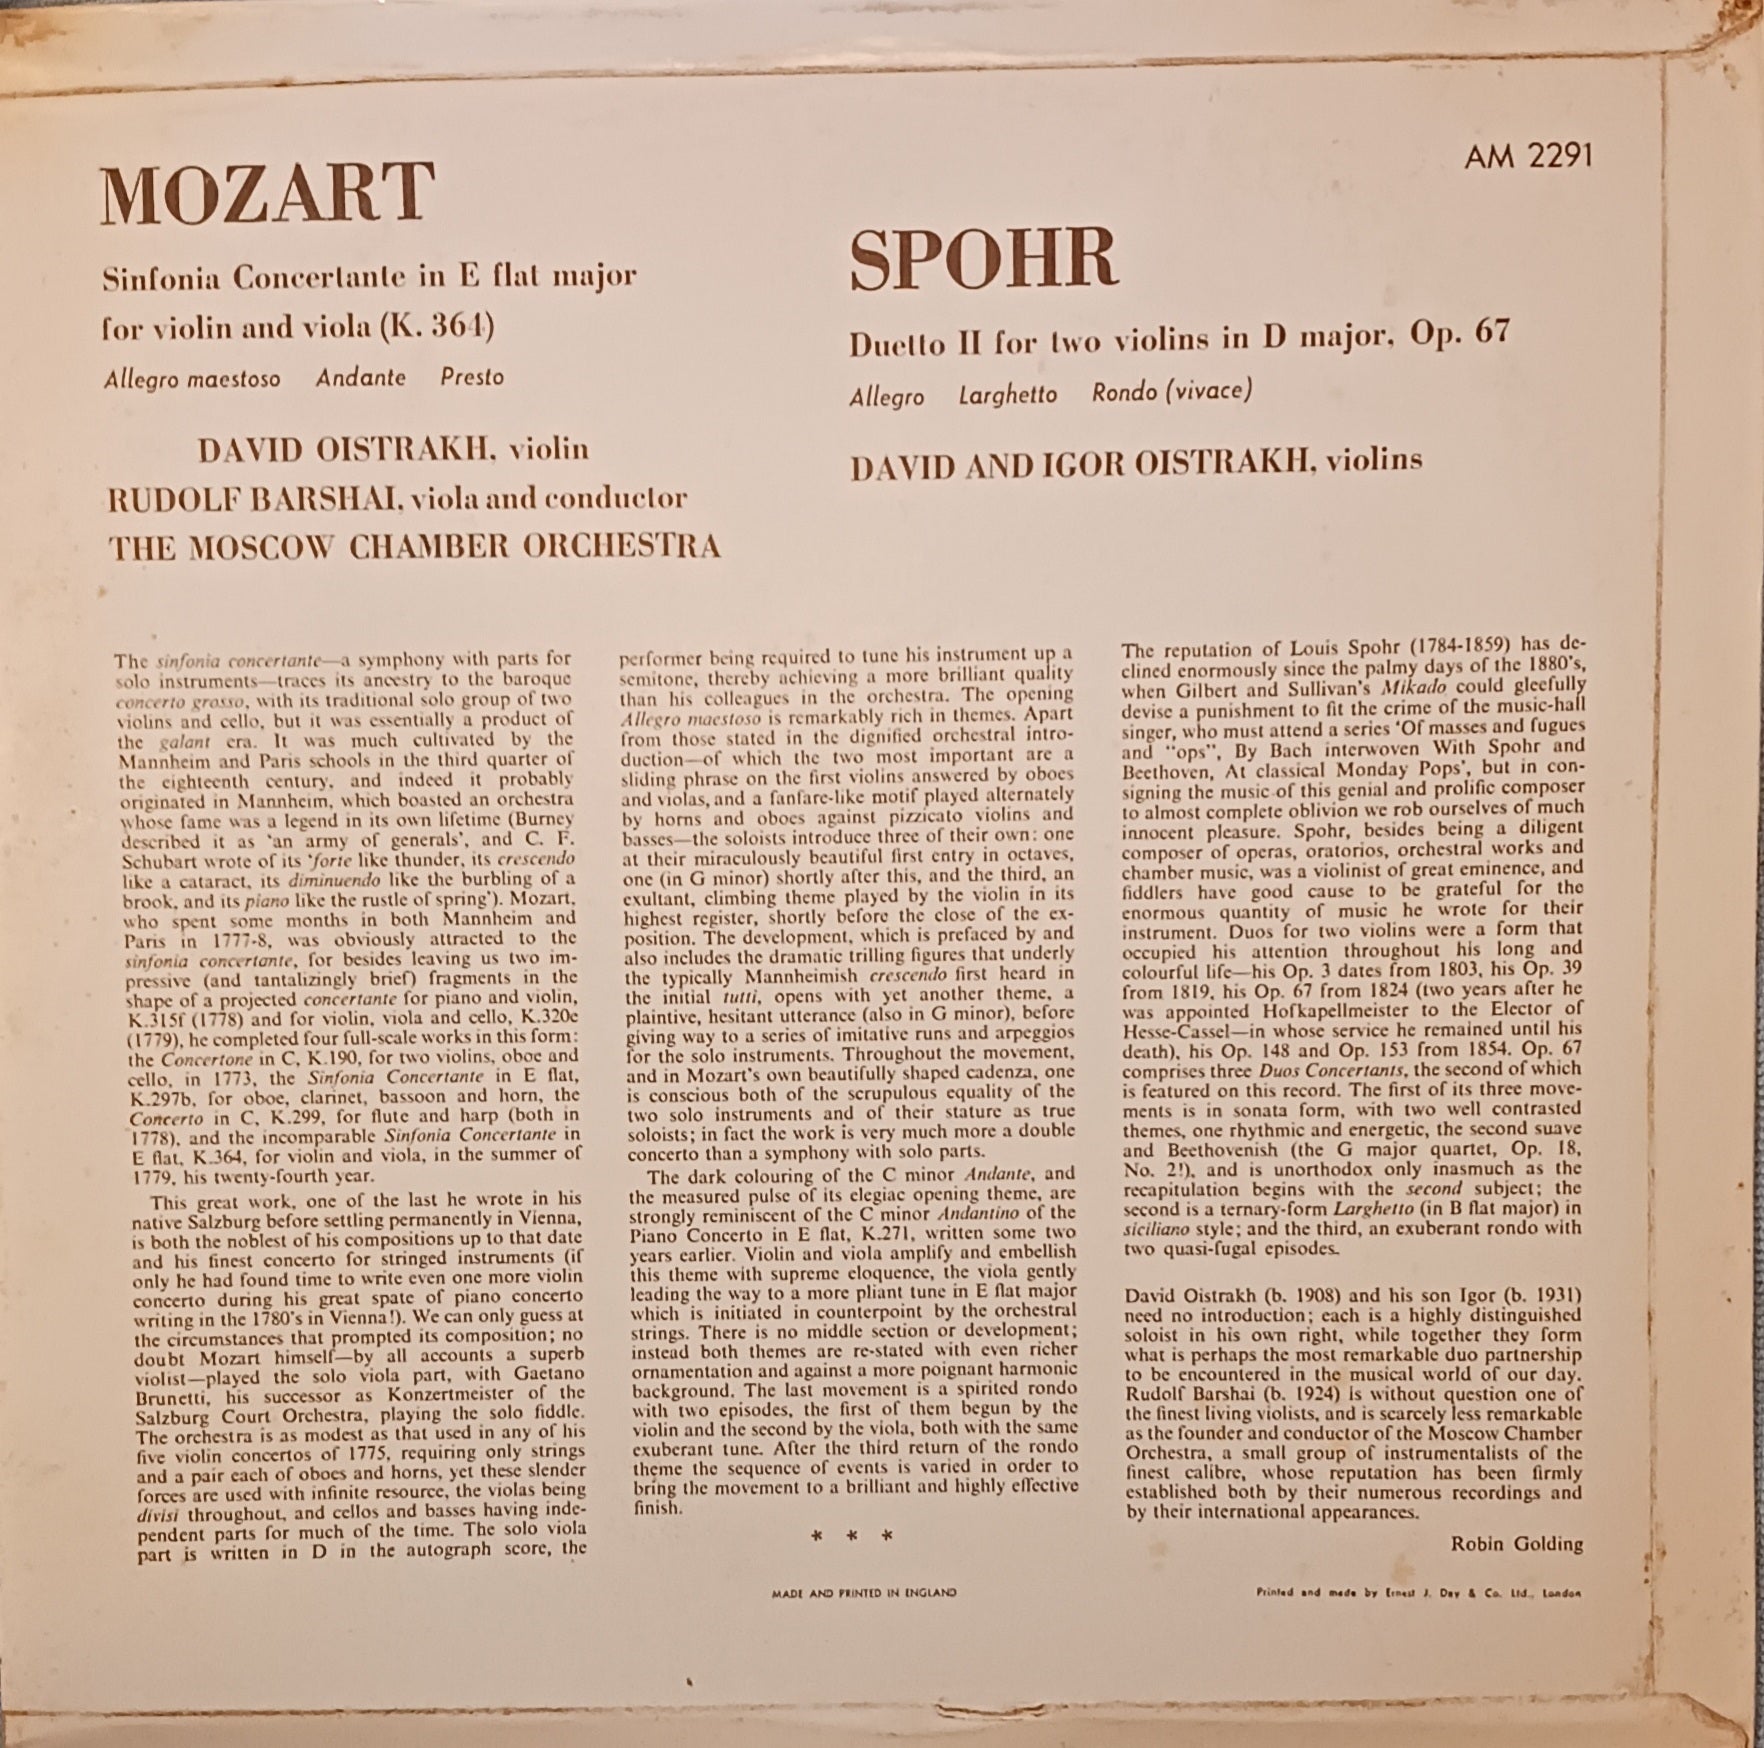 AM 2291
MOZART
Sinfonia Concertante in E flat major
for violin and viola (K. 364)
Allegro maestoso Andante Presto
DAVID OISTRAKH, violin
RUDOLF BARSHAI, viola and conductor
THE MOSCOW CHAMBER ORCHESTRA
SPOHR
Duetto II for two violins in D major, Op. 67
Allegro Larghetto Rondo (vivace)
DAVID AND IGOR OISTRAKH, violins
The sinfonia concertante—a symphony with parts for
solo instruments—traces its ancestry to the baroque
concerto grosso, with its traditional solo group of two
violins and cello, but it was essentially a product of
the galant era. It was much cultivated by the
Mannheim and Paris schools in the third quarter of
the eighteenth century, and indeed it probably
originated in Mannheim, which boasted an orchestra
whose fame was a legend in its own lifetime (Burney
described it as 'an army of generals', and C. F.
Schubart wrote of its 'forte like thunder, its crescendo
like a cataract, its diminuendo like the burbling of a
brook, and its piano like the rustle of spring'). Mozart,
who spent some months in both Mannheim and
Paris in 1777-8, was obviously attracted to the
sinfonia concertante, for besides leaving us two im-
pressive (and tantalizingly brief) fragments in the
shape of a projected concertante for piano and violin,
K.315f (1778) and for violin, viola and cello, K.320e
(1779), he completed four full-scale works in this form:
the Concertone in C, K.190, for two violins, oboe and
cello, in 1773, the Sinfonia Concertante in E flat,
K.297b, for oboe, clarinet, bassoon and horn, the
Concerto in C, K.299, for flute and harp (both in
1778), and the incomparable Sinfonia Concertante in
E flat, K.364, for violin and viola, in the summer of
1779, his twenty-fourth year.
This great work, one of the last he wrote in his
native Salzburg before settling permanently in Vienna,
is both the noblest of his compositions up to that date
and his finest concerto for stringed instruments (if
only he had found time to write even one more violin
concerto during his great spate of piano concerto
writing in the 1780's in Vienna!). We can only guess at
the circumstances that prompted its composition; no
doubt Mozart himself—by all accounts a superb
violist—played the solo viola part, with Gaetano
Brunetti, his successor as Konzertmeister of the
Salzburg Court Orchestra, playing the solo fiddle.
The orchestra is as modest as that used in any of his
five violin concertos of 1775, requiring only strings
and a pair each of oboes and horns, yet these slender
forces are used with infinite resource, the violas being
divisi throughout, and cellos and basses having inde-
pendent parts for much of the time. The solo viola
part is written in D in the autograph score, the
performer being required to tune his instrument up a
semitone, thereby achieving a more brilliant quality
than his colleagues in the orchestra. The opening
Allegro maestoso is remarkably rich in themes. Apart
from those stated in the dignified orchestral intro-
duction—of which the two most important are a
sliding phrase on the first violins answered by oboes
and violas, and a fanfare-like motif played alternately
by horns and oboes against pizzicato violins and
basses—the soloists introduce three of their own: one
at their miraculously beautiful first entry in octaves,
one (in G minor) shortly after this, and the third, an
exultant, climbing theme played by the violin in its
highest register, shortly before the close of the ex-
position. The development, which is prefaced by and
also includes the dramatic trilling figures that underly
the typically Mannheimish crescendo first heard in
the initial tutti, opens with yet another theme, a
plaintive, hesitant utterance (also in G minor), before
giving way to a series of imitative runs and arpeggios
for the solo instruments. Throughout the movement,
and in Mozart's own beautifully shaped cadenza, one
is conscious both of the scrupulous equality of the
two solo instruments and of their stature as true
soloists; in fact the work is very much more a double
concerto than a symphony with solo parts.
The dark colouring of the C minor Andante, and
the measured pulse of its elegiac opening theme, are
strongly reminiscent of the C minor Andantino of the
Piano Concerto in E flat, K.271, written some two
years earlier. Violin and viola amplify and embellish
this theme with supreme eloquence, the viola gently
leading the way to a more pliant tune in E flat major
which is initiated in counterpoint by the orchestral
strings. There is no middle section or development;
instead both themes are re-stated with even richer
ornamentation and against a more poignant harmonic
background. The last movement is a spirited rondo
with two episodes, the first of them begun by the
violin and the second by the viola, both with the same
exuberant tune. After the third return of the rondo
theme the sequence of events is varied in order to
bring the movement to a brilliant and highly effective
finish.
* * *
The reputation of Louis Spohr (1784-1859) has de-
clined enormously since the palmy days of the 1880's,
when Gilbert and Sullivan's Mikado could gleefully
devise a punishment to fit the crime of the music-hall
singer, who must attend a series 'Of masses and fugues
and "ops", By Bach interwoven With Spohr and
Beethoven, At classical Monday Pops', but in con-
signing the music of this genial and prolific composer
to almost complete oblivion we rob ourselves of much
innocent pleasure. Spohr, besides being a diligent
composer of operas, oratorios, orchestral works and
chamber music, was a violinist of great eminence, and
fiddlers have good cause to be grateful for the
enormous quantity of music he wrote for their
instrument. Duos for two violins were a form that
occupied his attention throughout his long and
colourful life—his Op. 3 dates from 1803, his Op. 39
from 1819, his Op. 67 from 1824 (two years after he
was appointed Hofkapellmeister to the Elector of
Hesse-Cassel—in whose service he remained until his
death), his Op. 148 and Op. 153 from 1854. Op. 67
comprises three Duos Concertants, the second of which
is featured on this record. The first of its three move-
ments is in sonata form, with two well contrasted
themes, one rhythmic and energetic, the second suave
and Beethovenish (the G major quartet, Op. 18,
No. 2!), and is unorthodox only inasmuch as the
recapitulation begins with the second subject; the
second is a ternary-form Larghetto (in B flat major) in
siciliano style; and the third, an exuberant rondo with
two quasi-fugal episodes.
David Oistrakh (b. 1908) and his son Igor (b. 1931)
need no introduction; each is a highly distinguished
soloist in his own right, while together they form
what is perhaps the most remarkable duo partnership
to be encountered in the musical world of our day.
Rudolf Barshai (b. 1924) is without question one of
the finest living violists, and is scarcely less remarkable
as the founder and conductor of the Moscow Chamber
Orchestra, a small group of instrumentalists of the
finest calibre, whose reputation has been firmly
established both by their numerous recordings and
by their international appearances.
Robin Golding
MADE AND PRINTED IN ENGLAND
Printed and made by Ernest J. Day & Co. Ltd., London